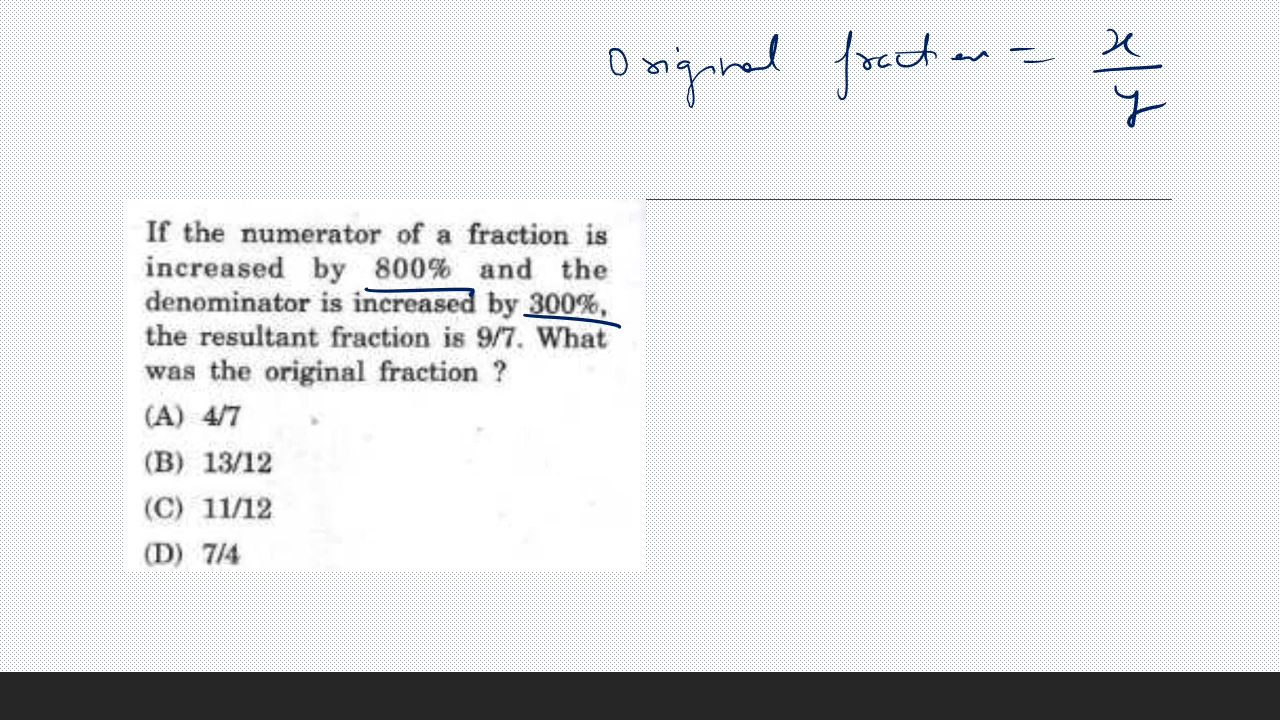 Original fraction = x/y
If the numerator of a fraction is
increased by 800% and the
denominator is increased by 300%,
the resultant fraction is 9/7. What
was the original fraction ?
(A) 4/7
(B) 13/12
(C) 11/12
(D) 7/4